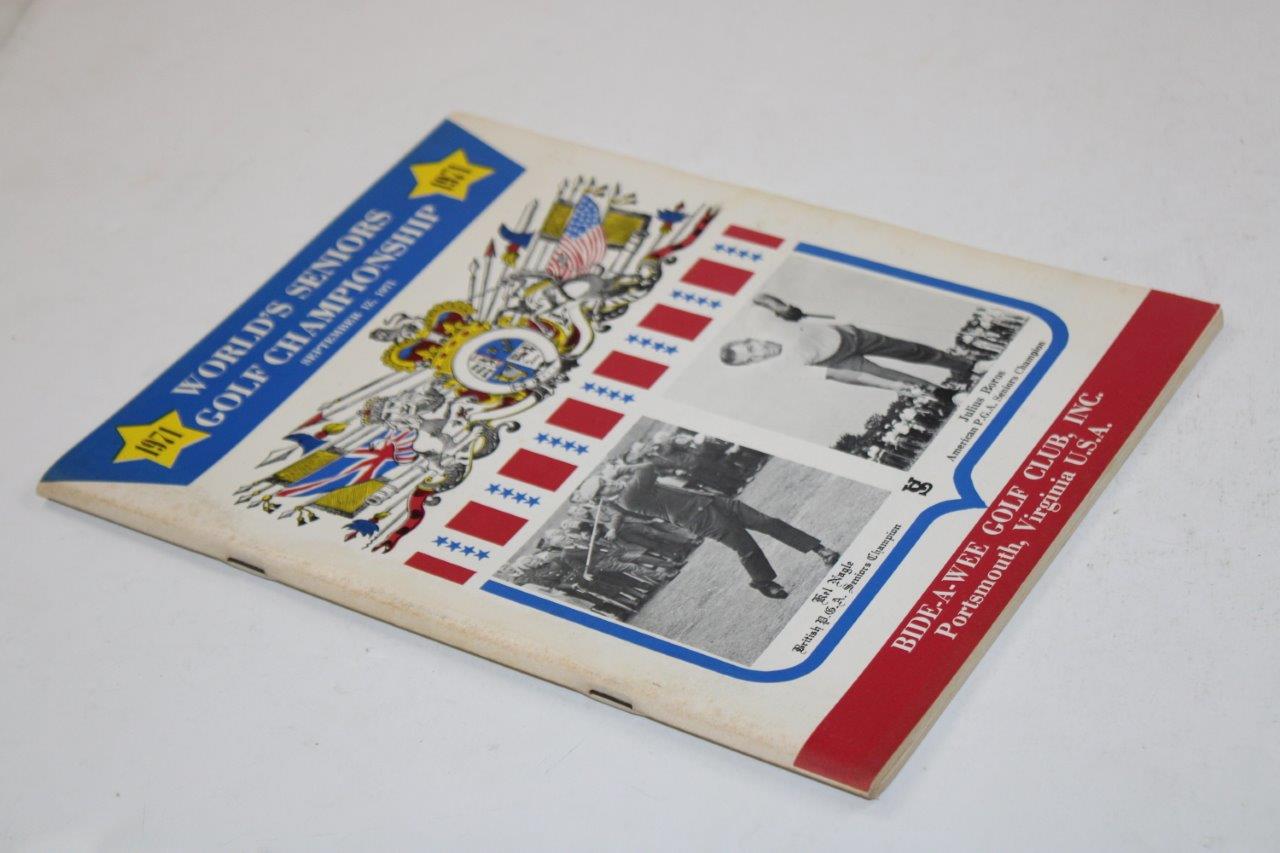 1971
WORLD'S SENIORS
GOLF CHAMPIONSHIP
SEPTEMBER 12, 1971
1971
Kel Nagle
British P.G.A. Seniors Champion
Julius Boros
American P.G.A. Seniors Champion
BIDE-A-WEE GOLF CLUB, INC.
Portsmouth, Virginia U.S.A.